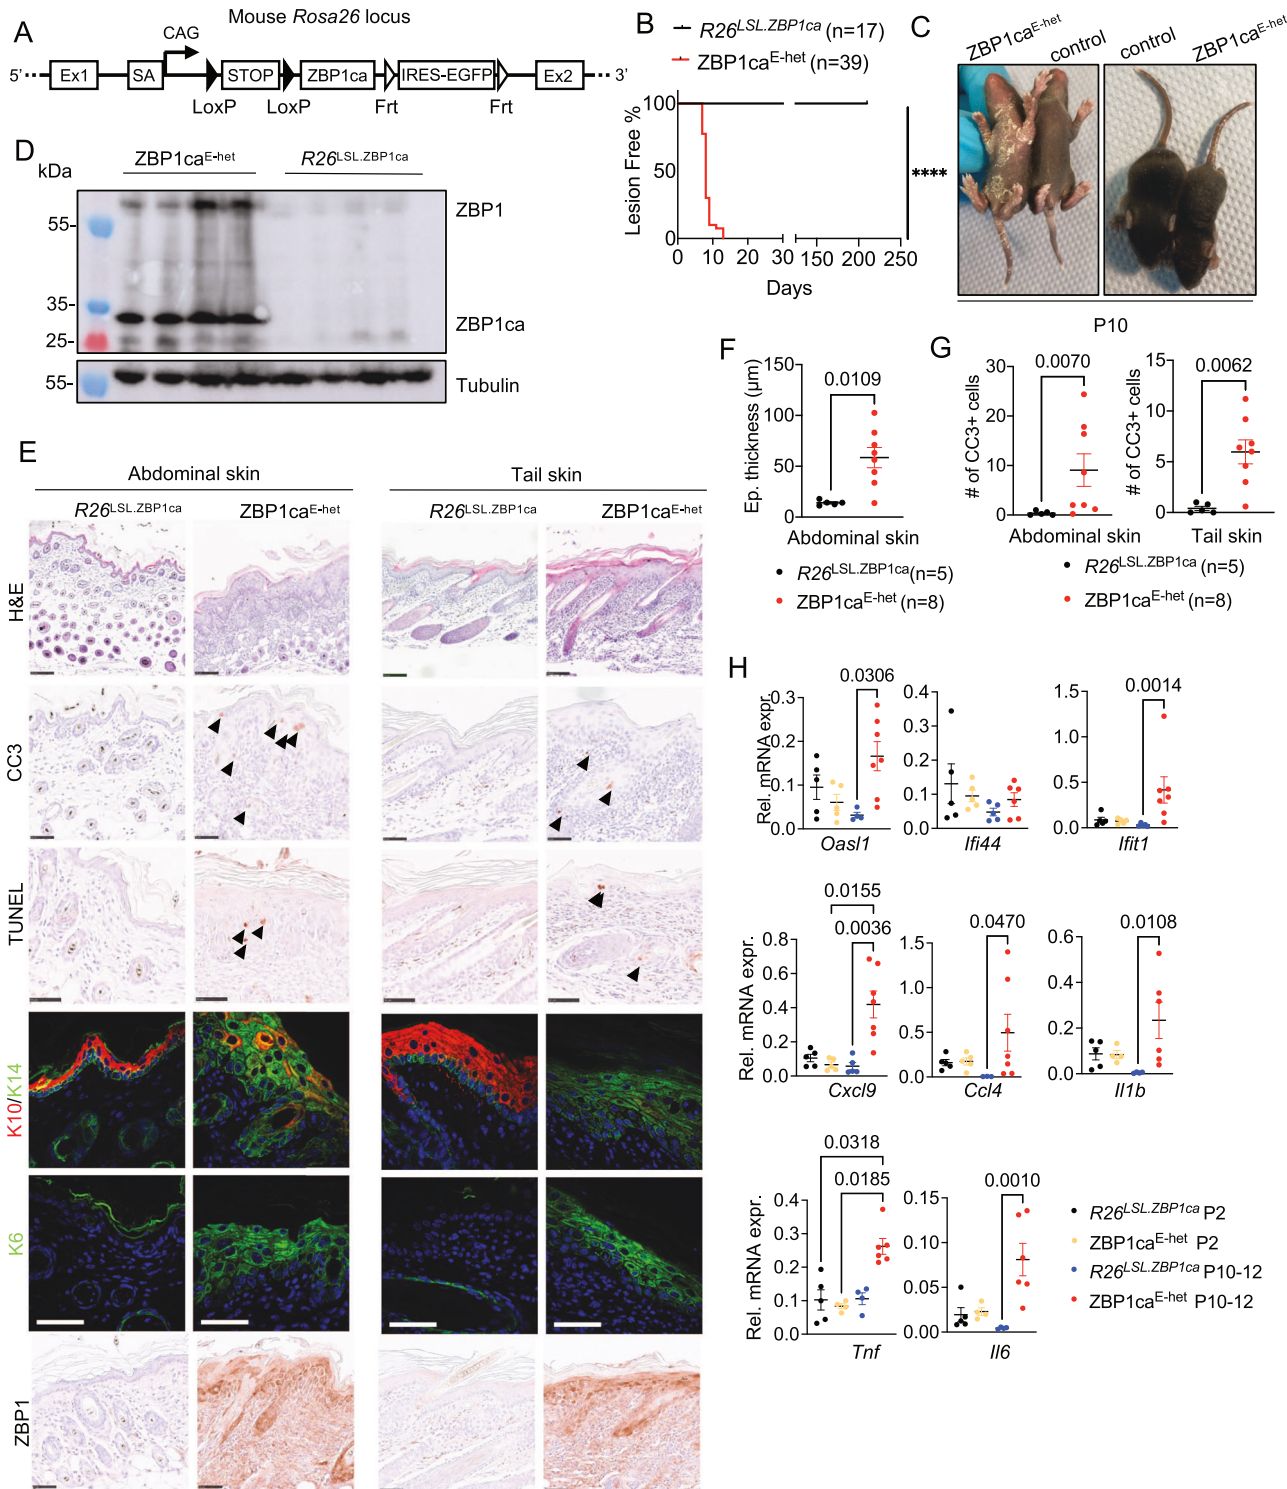 A
Mouse Rosa26 locus
CAG
5'
Ex1
SA
STOP
ZBP1ca
IRES-EGFP
Ex2
3'
LoxP
LoxP
Frt
Frt
B
R26LSL.ZBP1ca (n=17)
ZBP1caE-het (n=39)
Lesion Free %
100
50
0
0
10
20
130
210
250
Days
****
C
ZBP1caE-het
control
control
ZBP1caE-het
P10
D
kDa
ZBP1caE-het
R26LSL.ZBP1ca
55-
35-
25-
55-
ZBP1
ZBP1ca
Tubulin
E
Abdominal skin
Tail skin
R26LSL.ZBP1ca
ZBP1caE-het
R26LSL.ZBP1ca
ZBP1caE-het
H&E
CC3
TUNEL
K10/K14
K6
ZBP1
F
Ep. thickness (µm)
150
100
50
0
0.0109
Abdominal skin
R26LSL.ZBP1ca (n=5)
ZBP1caE-het (n=8)
G
# of CC3+ cells
30
20
10
0
0.0070
Abdominal skin
# of CC3+ cells
15
10
5
0
0.0062
Tail skin
R26LSL.ZBP1ca (n=5)
ZBP1caE-het (n=8)
H
Rel. mRNA expr.
0.3
0.2
0.1
0.0
0.0306
Oasl1
0.4
0.3
0.2
0.1
0.0
Ifi44
1.5
1.0
0.5
0.0
0.0014
Ifit1
Rel. mRNA expr.
0.8
0.6
0.4
0.2
0.0
0.0155
0.0036
Cxcl9
1.5
1.0
0.5
0.0
0.0470
Ccl4
0.6
0.4
0.2
0.0
0.0108
Il1b
Rel. mRNA expr.
0.4
0.3
0.2
0.1
0.0
0.0318
0.0185
Tnf
0.15
0.10
0.05
0.00
0.0010
Il6
R26LSL.ZBP1ca P2
ZBP1caE-het P2
R26LSL.ZBP1ca P10-12
ZBP1caE-het P10-12